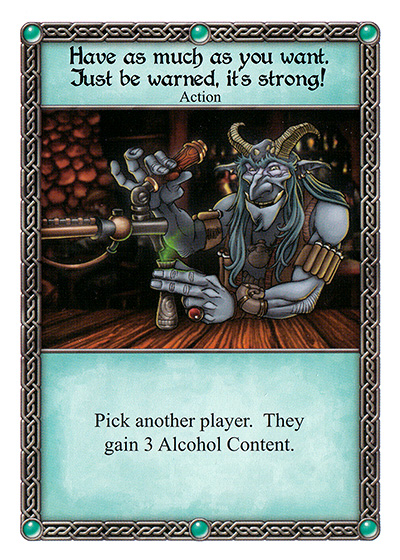 Have as much as you want.
Just be warned, it's strong!
Action
Pick another player. They
gain 3 Alcohol Content.